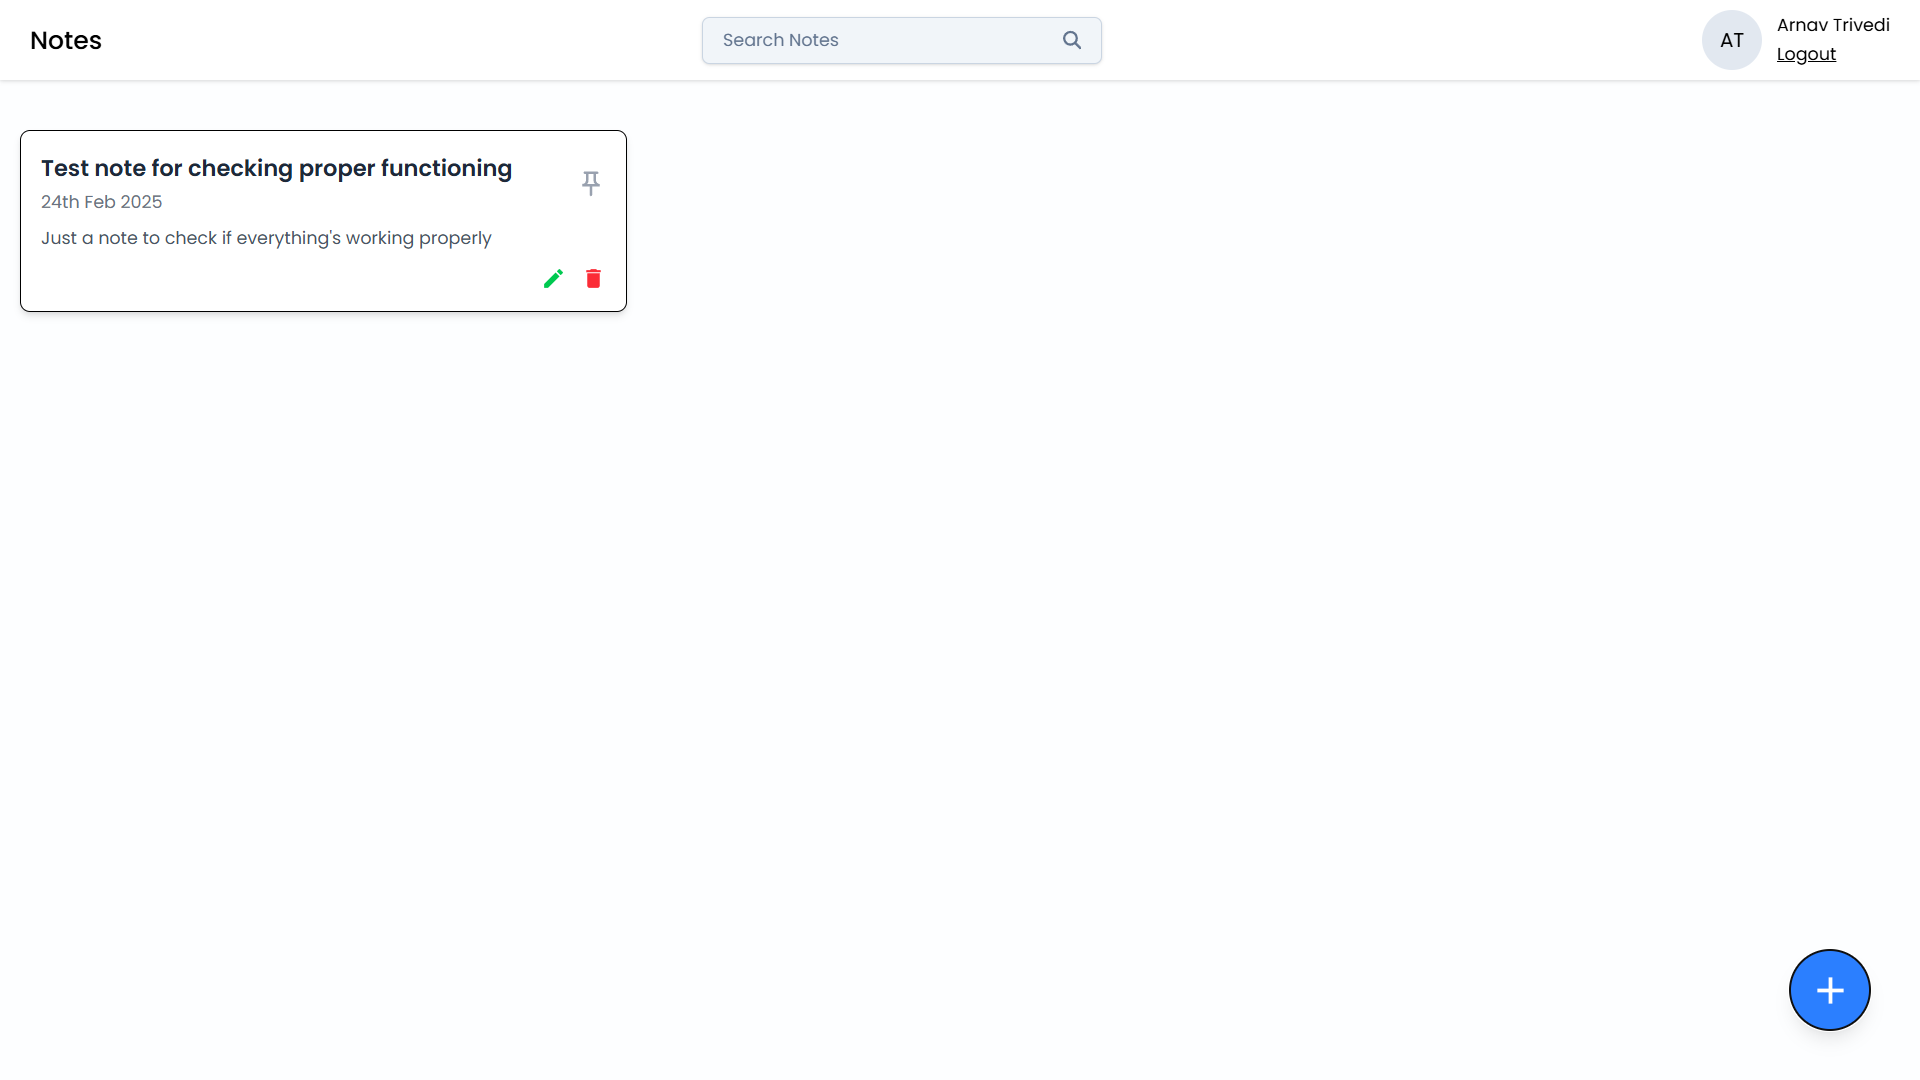 Notes
Search Notes
AT
Arnav Trivedi
Logout
Test note for checking proper functioning
24th Feb 2025
Just a note to check if everything's working properly